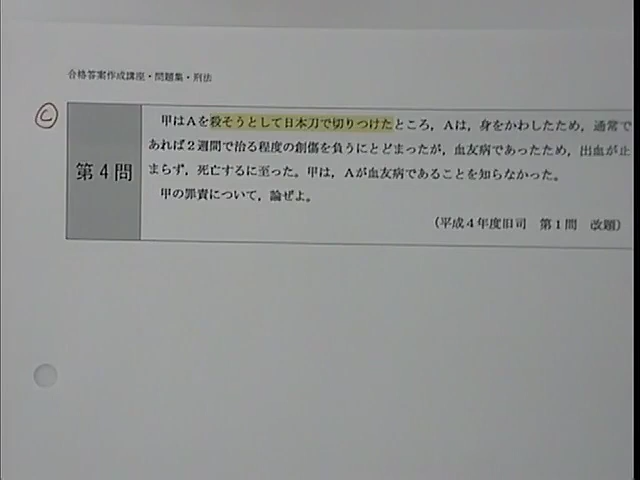 合格答案作成講座・問題集・刑法
C
第4問
甲はAを殺そうとして日本刀で切りつけたところ，Aは，身をかわしたため，通常で
あれば2週間で治る程度の創傷を負うにとどまったが，血友病であったため，出血が止
まらず，死亡するに至った。甲は，Aが血友病であることを知らなかった。
甲の罪責について，論ぜよ。
（平成4年度旧司　第1問　改題）